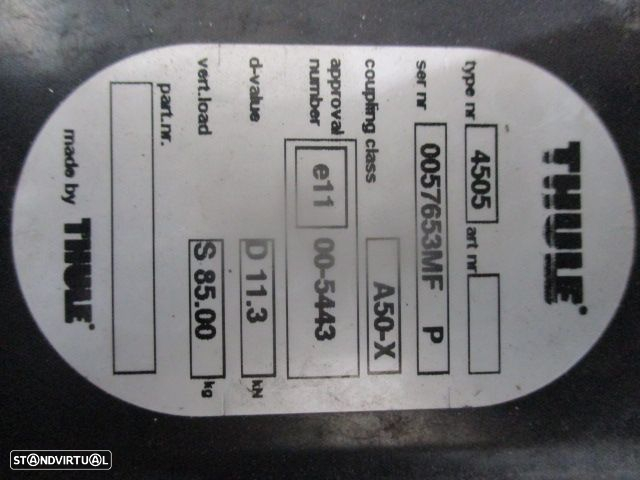 THULE®
type nr 4505 art nr
ser nr 0057653MF P
coupling class A50-X
approval number e11 00-5443
d-value D 11.3 kN
vert.load S 85.00 kg
part.nr.
made by THULE®
STANDVIRTUAL